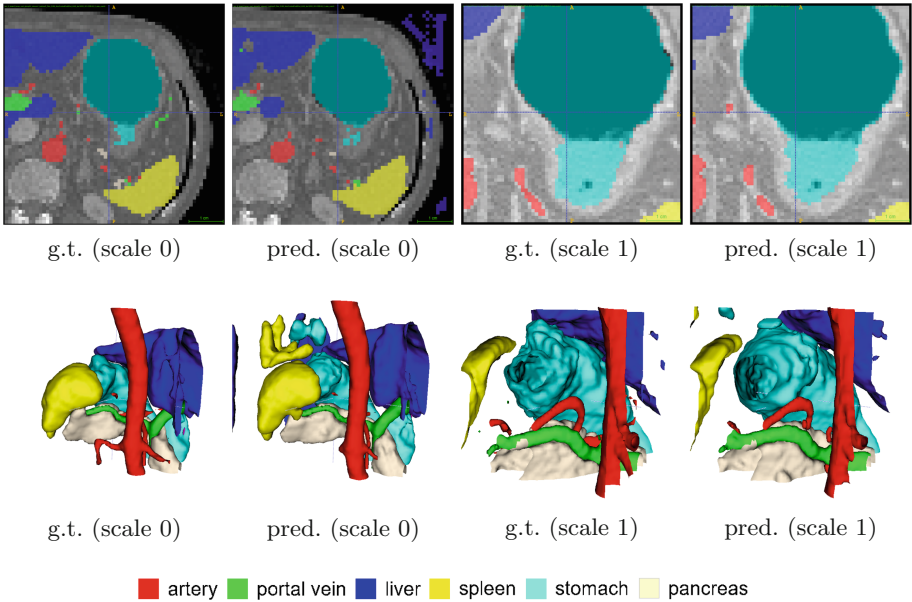 g.t. (scale 0) pred. (scale 0) g.t. (scale 1) pred. (scale 1)
g.t. (scale 0) pred. (scale 0) g.t. (scale 1) pred. (scale 1)
artery portal vein liver spleen stomach pancreas